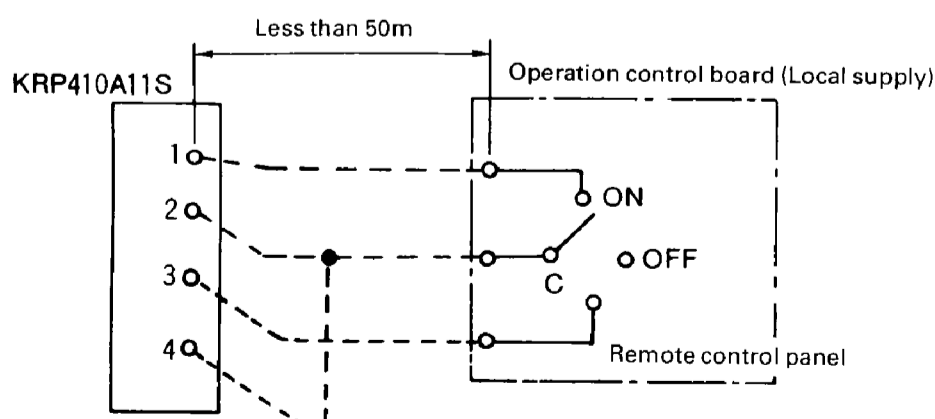 Less than 50m
KRP410A11S
Operation control board (Local supply)
1
ON
2
OFF
C
3
Remote control panel
4